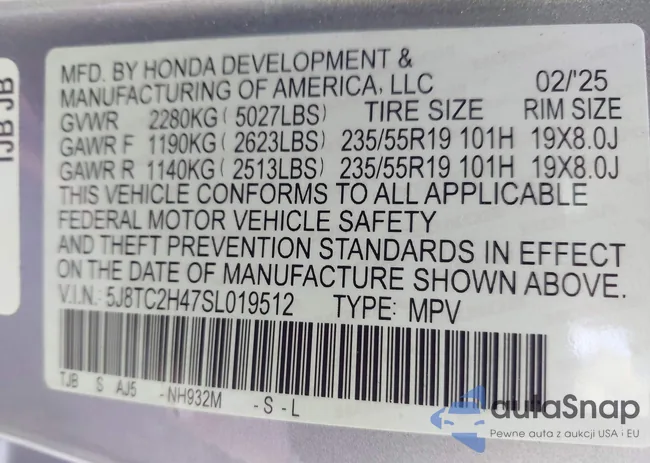 TJB JB
MFD. BY HONDA DEVELOPMENT &
MANUFACTURING OF AMERICA, LLC 02/'25
GVWR 2280KG ( 5027LBS) TIRE SIZE RIM SIZE
GAWR F 1190KG ( 2623LBS) 235/55R19 101H 19X8.0J
GAWR R 1140KG ( 2513LBS) 235/55R19 101H 19X8.0J
THIS VEHICLE CONFORMS TO ALL APPLICABLE
FEDERAL MOTOR VEHICLE SAFETY
AND THEFT PREVENTION STANDARDS IN EFFECT
ON THE DATE OF MANUFACTURE SHOWN ABOVE.
V.I.N.: 5J8TC2H47SL019512 TYPE: MPV
TJB S AJ5 -NH932M -S-L
autaSnap
Pewne auta z aukcji USA i EU